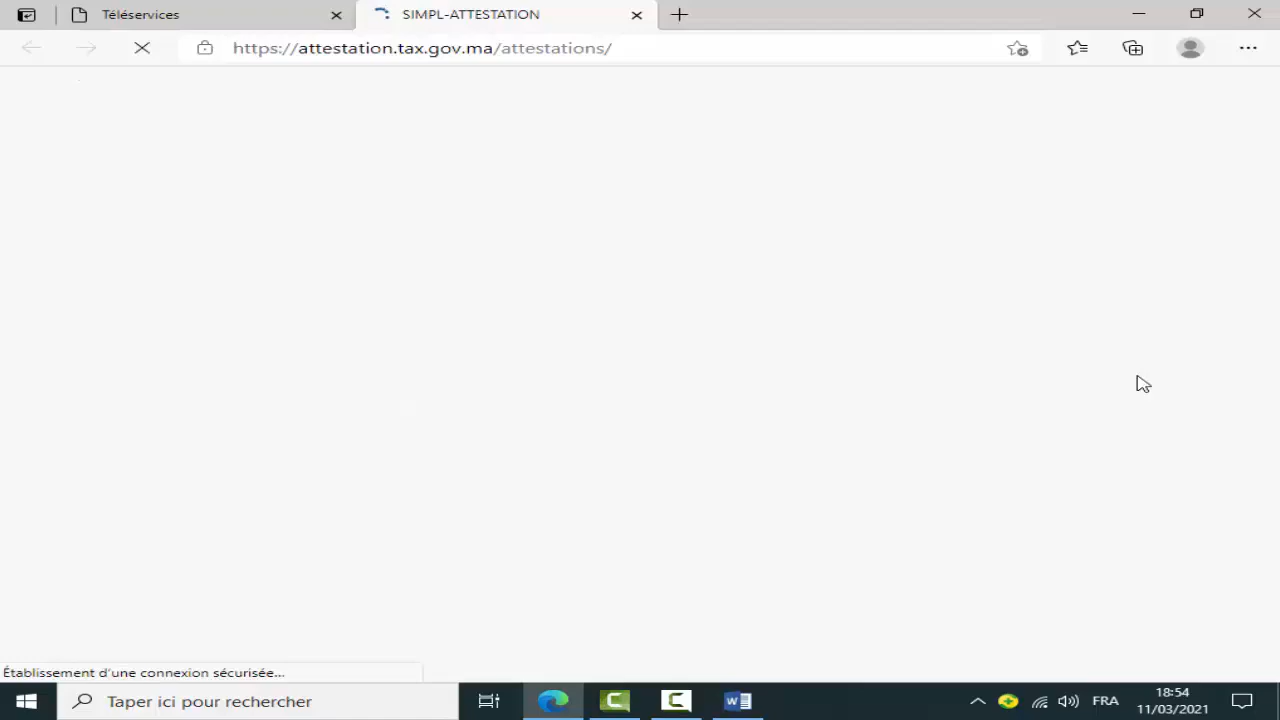 Téléservices
SIMPL-ATTESTATION
https://attestation.tax.gov.ma/attestations/
Établissement d'une connexion sécurisée...
Taper ici pour rechercher
FRA
18:54
11/03/2021